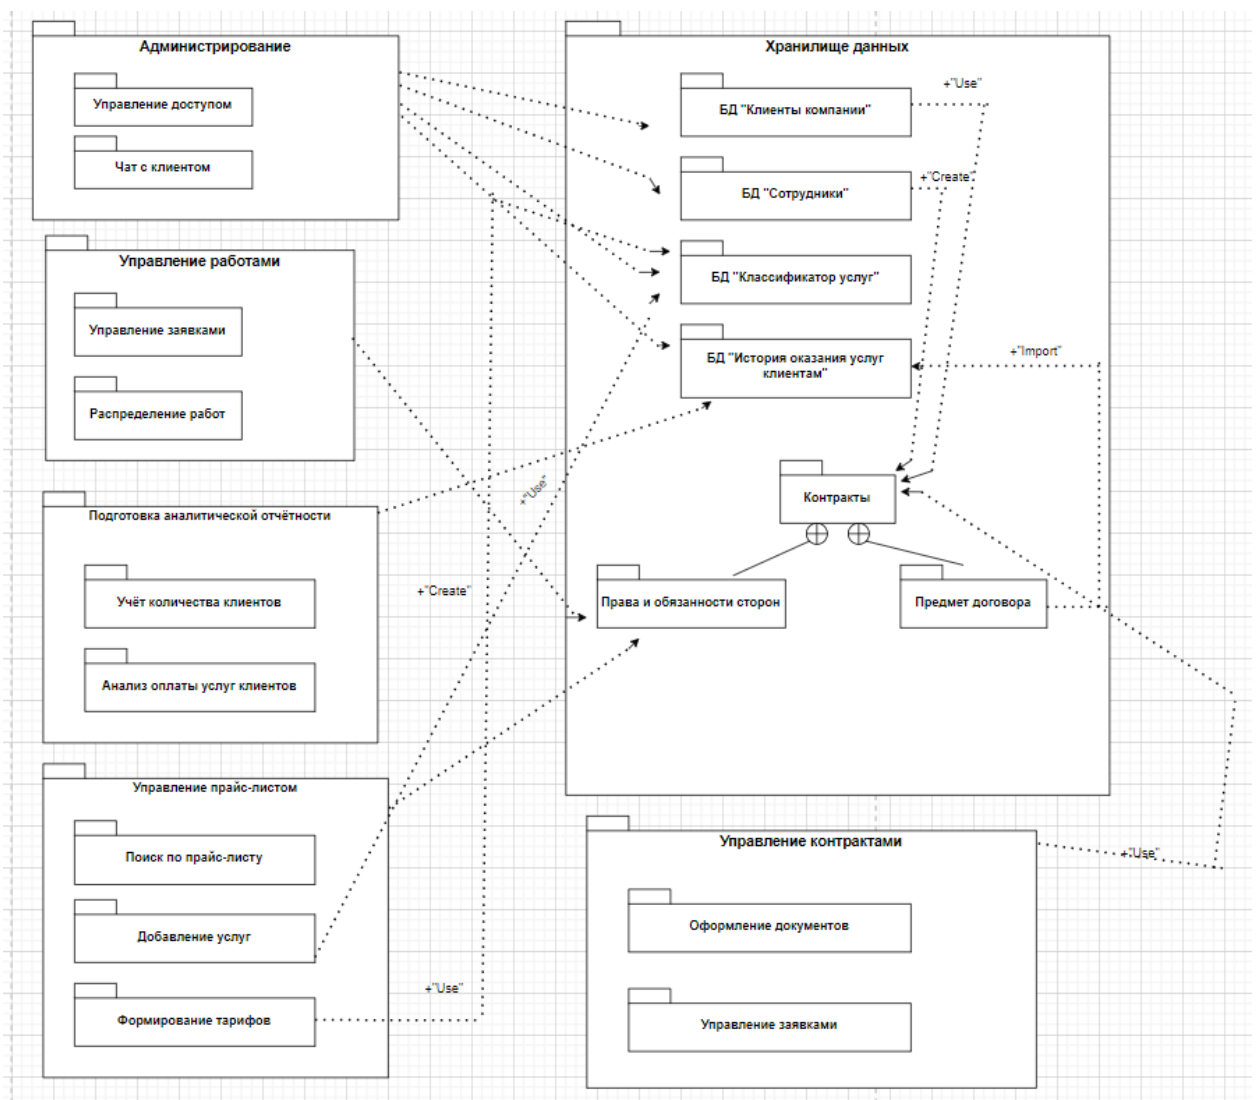 Администрирование
Управление доступом
Чат с клиентом
Управление работами
Управление заявками
Распределение работ
Подготовка аналитической отчётности
Учёт количества клиентов
Анализ оплаты услуг клиентов
Управление прайс-листом
Поиск по прайс-листу
Добавление услуг
Формирование тарифов
+"Use"
+"Create"
+"Use"
Хранилище данных
БД "Клиенты компании"
+"Use"
БД "Сотрудники"
+"Create"
БД "Классификатор услуг"
БД "История оказания услуг
клиентам"
+"Import"
Контракты
Права и обязанности сторон
Предмет договора
Управление контрактами
+"Use"
Оформление документов
Управление заявками